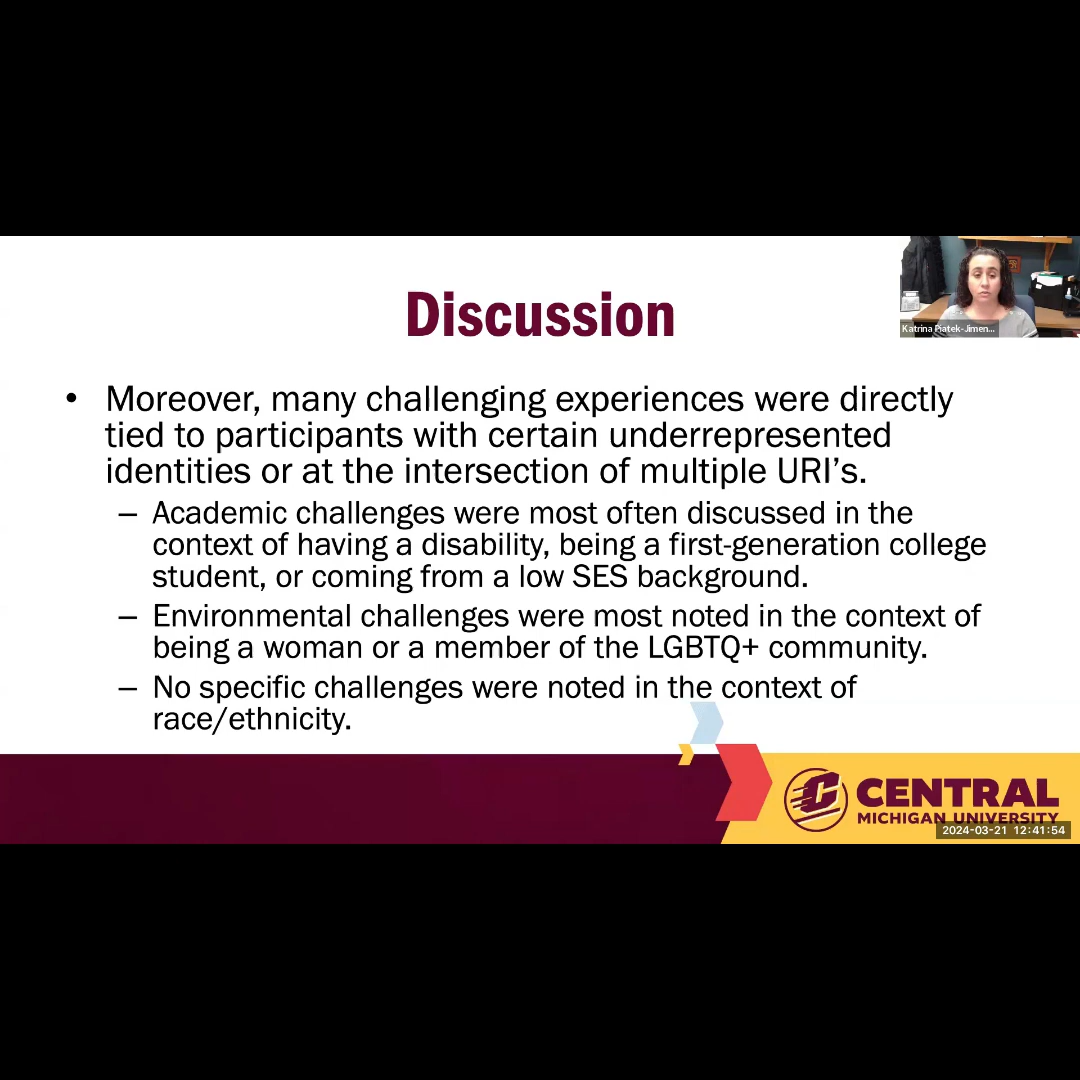 Discussion
Katrina Piatek-Jimen...
• Moreover, many challenging experiences were directly
tied to participants with certain underrepresented
identities or at the intersection of multiple URI’s.
– Academic challenges were most often discussed in the
context of having a disability, being a first-generation college
student, or coming from a low SES background.
– Environmental challenges were most noted in the context of
being a woman or a member of the LGBTQ+ community.
– No specific challenges were noted in the context of
race/ethnicity.
C
CENTRAL
MICHIGAN UNIVERSITY
2024-03-21 12:41:54